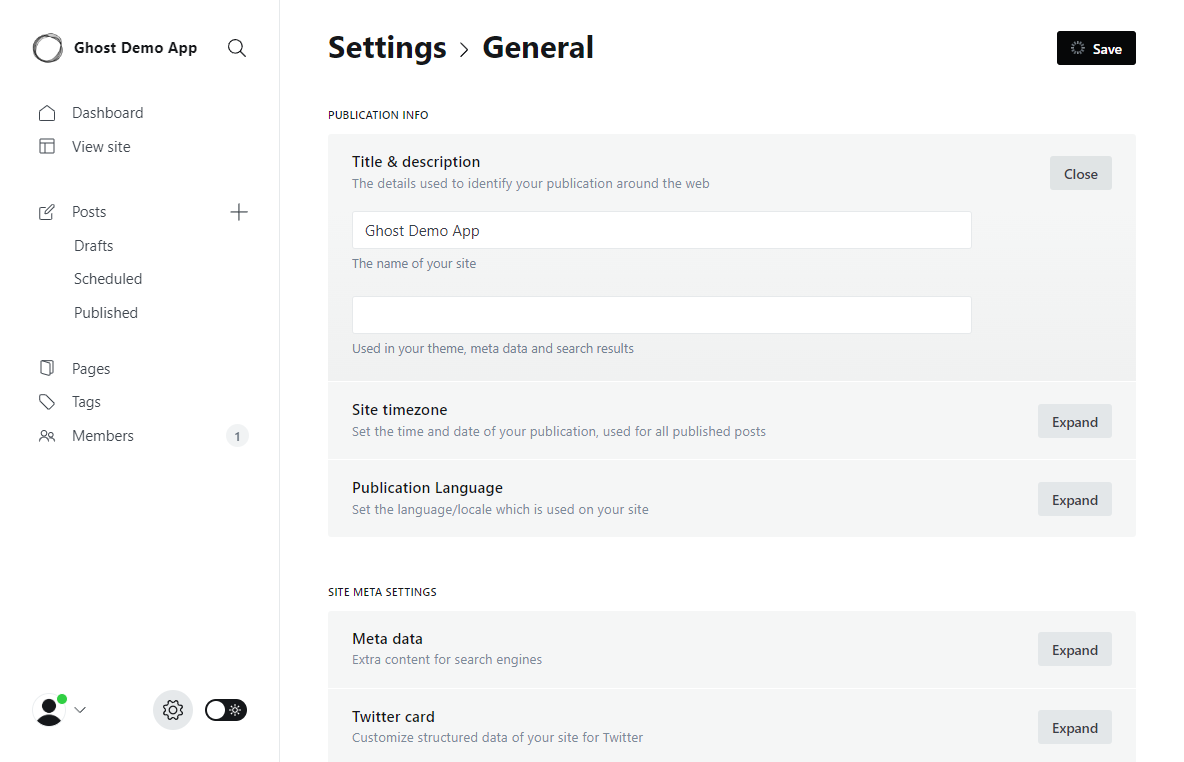 Ghost Demo App
Dashboard
View site
Posts
Drafts
Scheduled
Published
Pages
Tags
Members 1
Settings > General
Save
PUBLICATION INFO
Title & description
The details used to identify your publication around the web
Close
Ghost Demo App
The name of your site
Used in your theme, meta data and search results
Site timezone
Set the time and date of your publication, used for all published posts
Expand
Publication Language
Set the language/locale which is used on your site
Expand
SITE META SETTINGS
Meta data
Extra content for search engines
Expand
Twitter card
Customize structured data of your site for Twitter
Expand